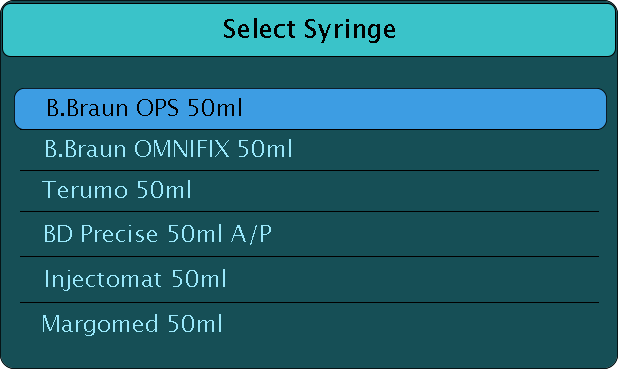 Select Syringe
B.Braun OPS 50ml
B.Braun OMNIFIX 50ml
Terumo 50ml
BD Precise 50ml A/P
Injectomat 50ml
Margomed 50ml